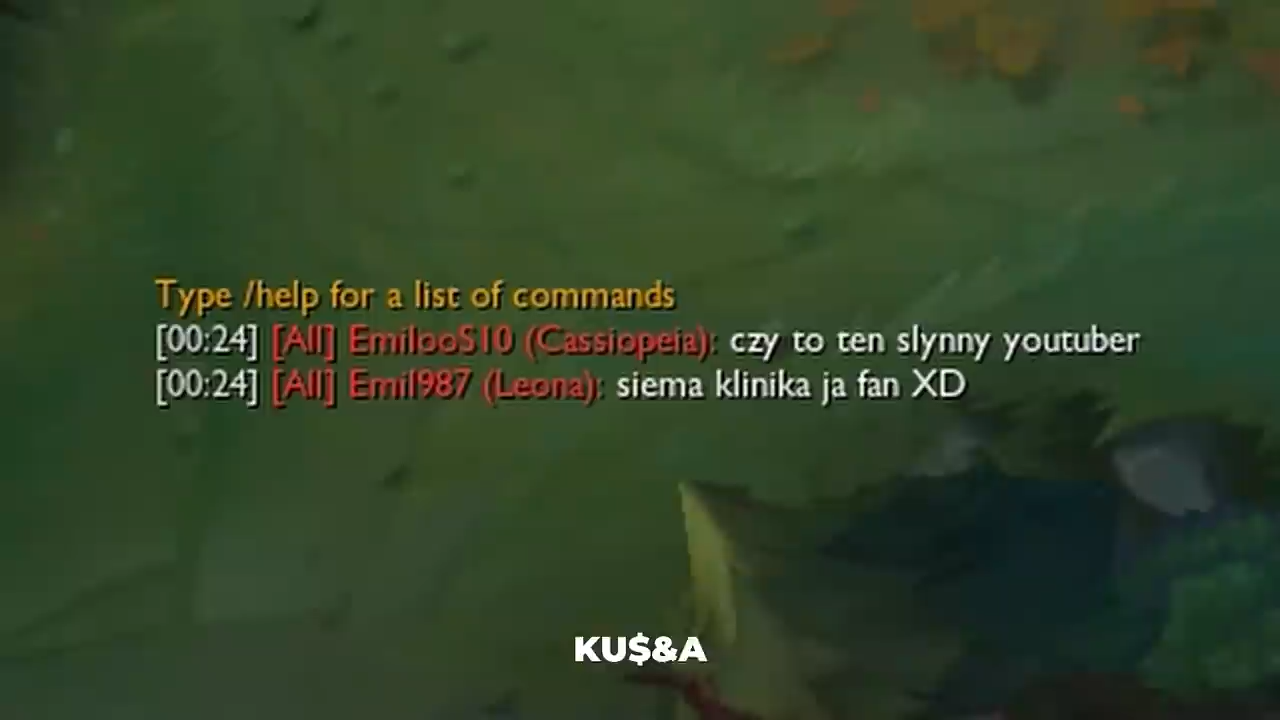 Type /help for a list of commands
[00:24] [All] EmilooS10 (Cassiopeia): czy to ten slynny youtuber
[00:24] [All] Emil987 (Leona): siema klinika ja fan XD
KU$&A